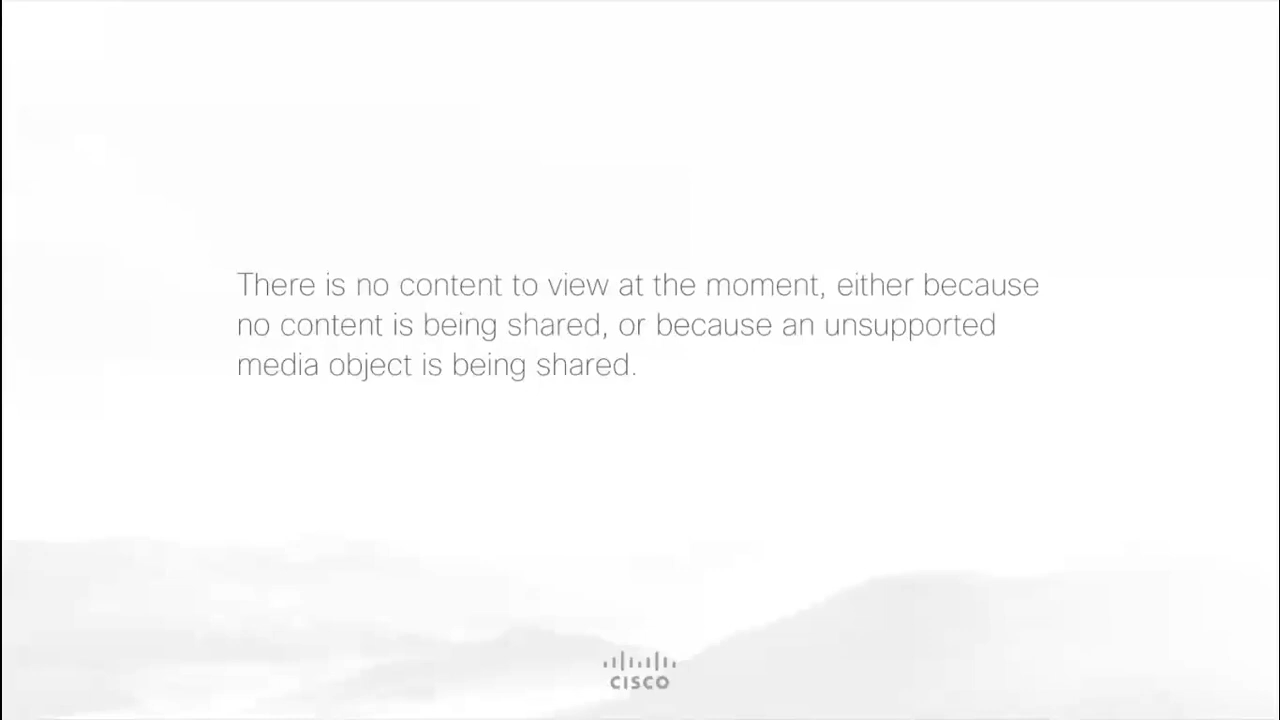 There is no content to view at the moment, either because
no content is being shared, or because an unsupported
media object is being shared.
CISCO